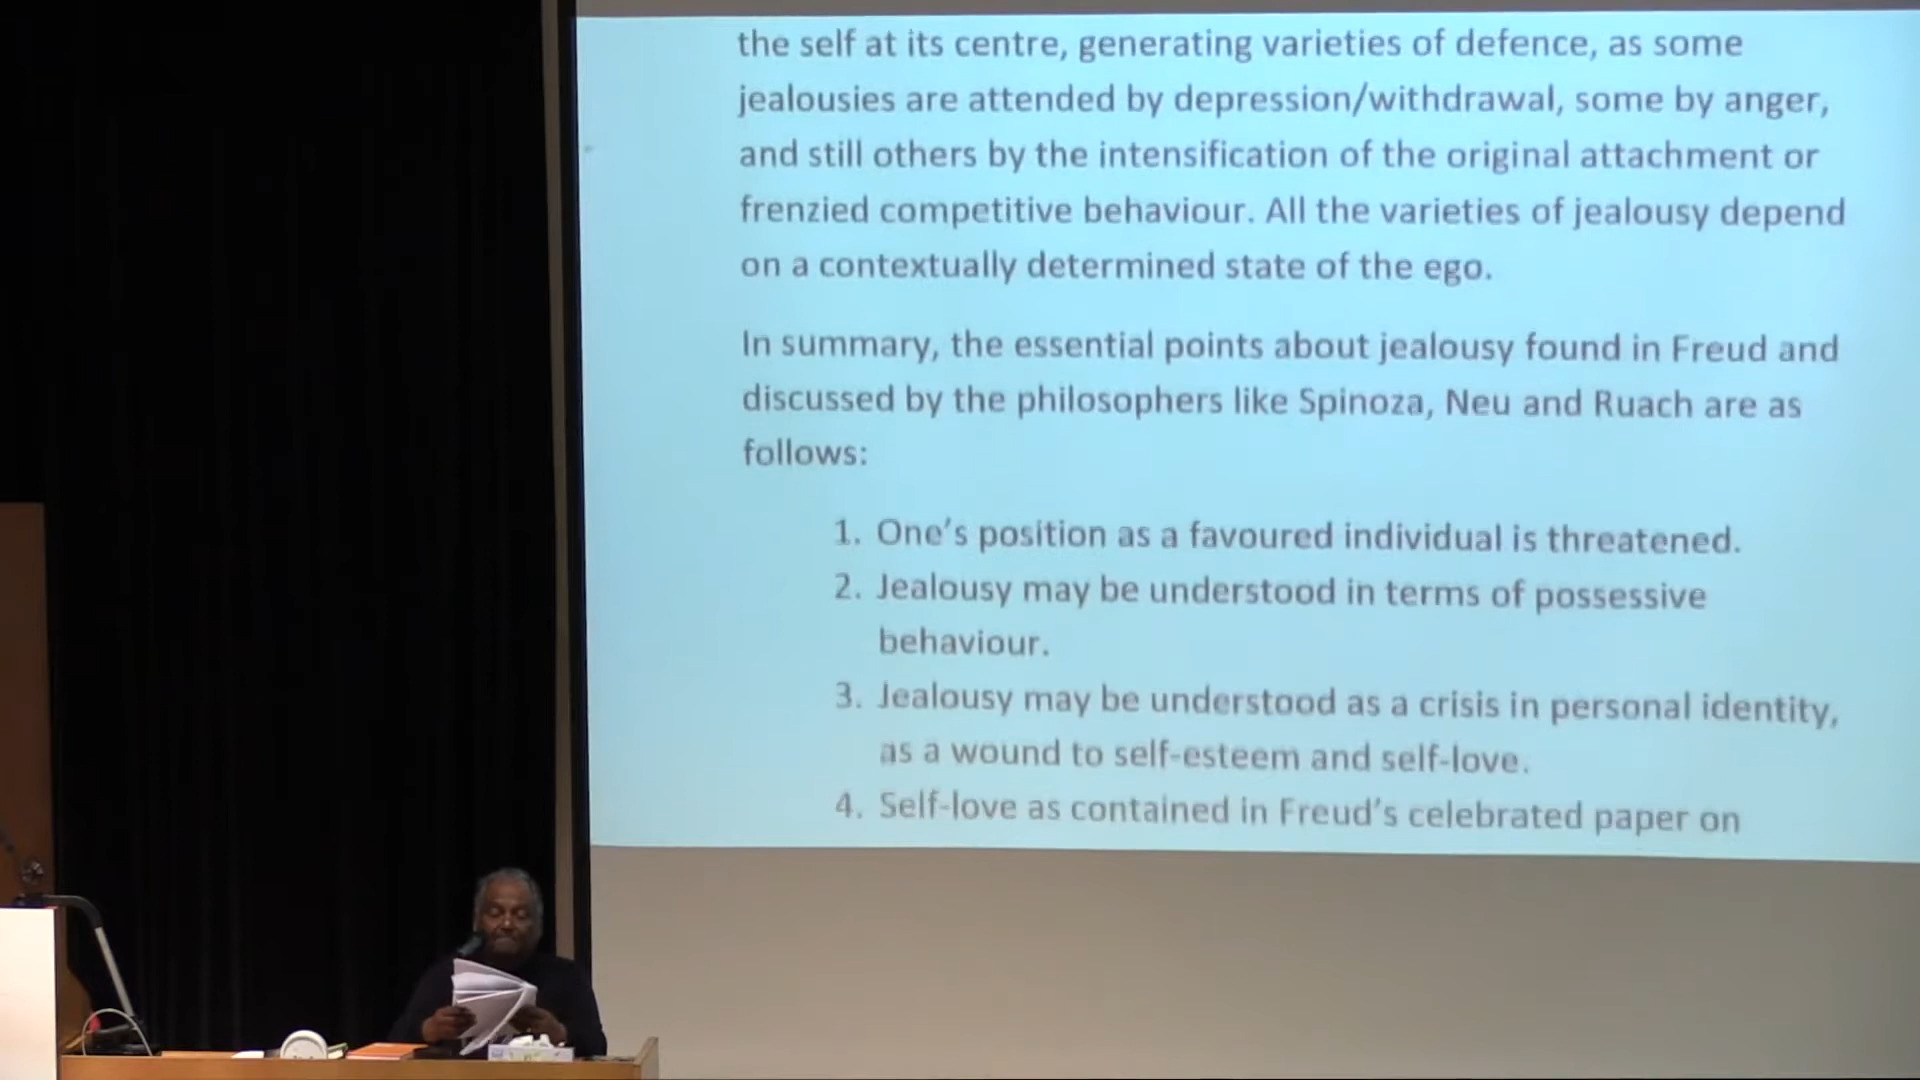 the self at its centre, generating varieties of defence, as some
jealousies are attended by depression/withdrawal, some by anger,
and still others by the intensification of the original attachment or
frenzied competitive behaviour. All the varieties of jealousy depend
on a contextually determined state of the ego.
In summary, the essential points about jealousy found in Freud and
discussed by the philosophers like Spinoza, Neu and Ruach are as
follows:
1. One's position as a favoured individual is threatened.
2. Jealousy may be understood in terms of possessive
behaviour.
3. Jealousy may be understood as a crisis in personal identity,
as a wound to self-esteem and self-love.
4. Self-love as contained in Freud's celebrated paper on